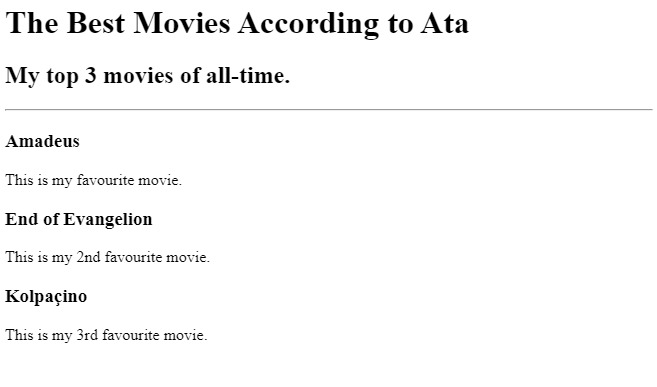 The Best Movies According to Ata
My top 3 movies of all-time.
Amadeus
This is my favourite movie.
End of Evangelion
This is my 2nd favourite movie.
Kolpaçino
This is my 3rd favourite movie.